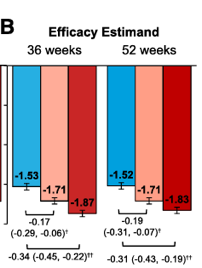 B
Efficacy Estimand
36 weeks 52 weeks
-1.53 -1.71 -1.87 -1.52 -1.71 -1.83
-0.17 -0.19
(-0.29, -0.06)† (-0.31, -0.07)†
-0.34 (-0.45, -0.22)†† -0.31 (-0.43, -0.19)††